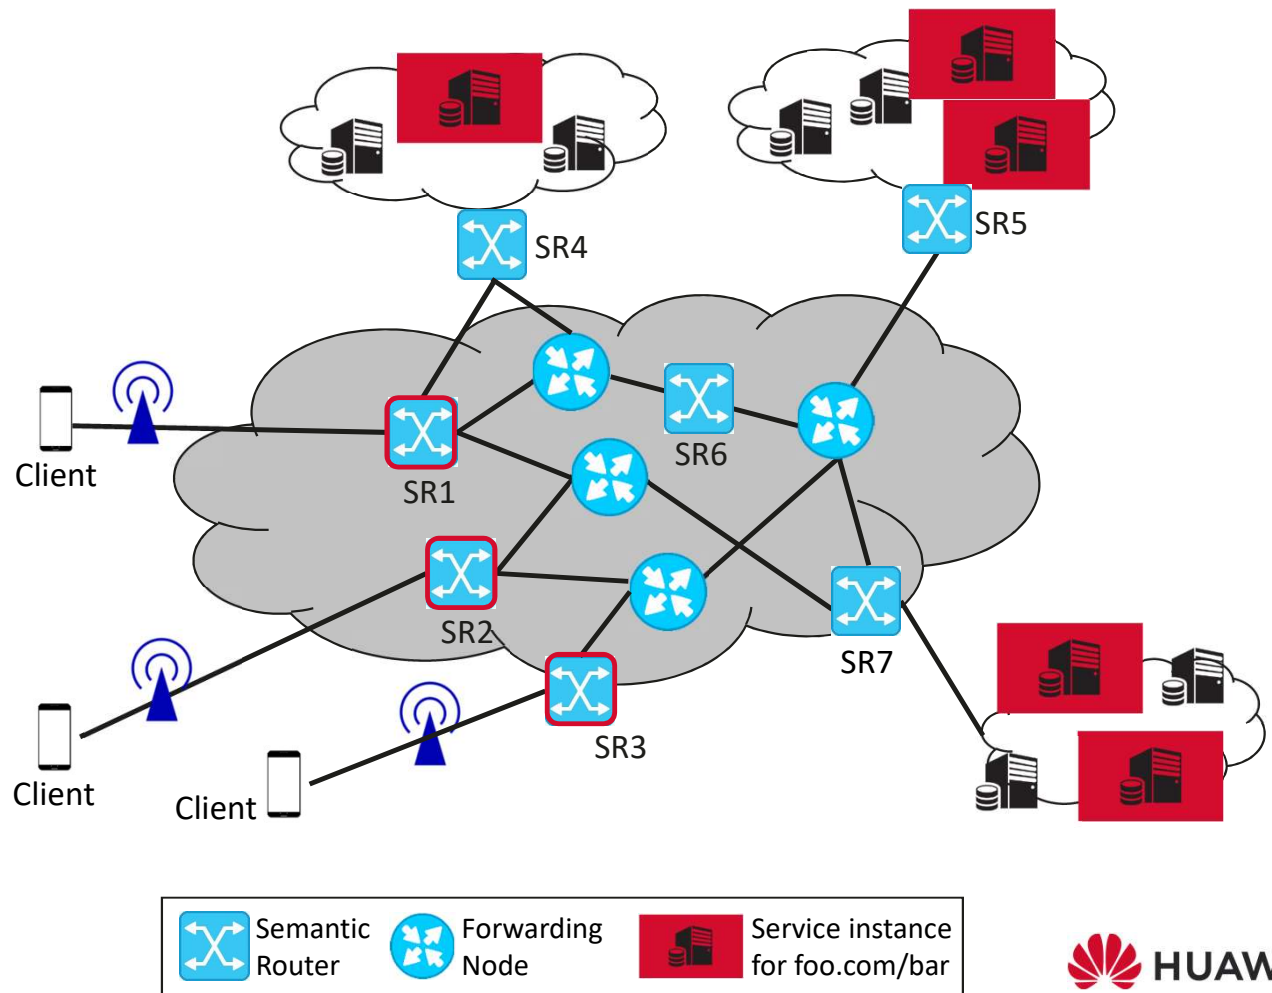 SR4
SR5
Client
SR1
SR6
SR2
SR7
SR3
Client
Client
Semantic
Router
Forwarding
Node
Service instance
for foo.com/bar
HUAW